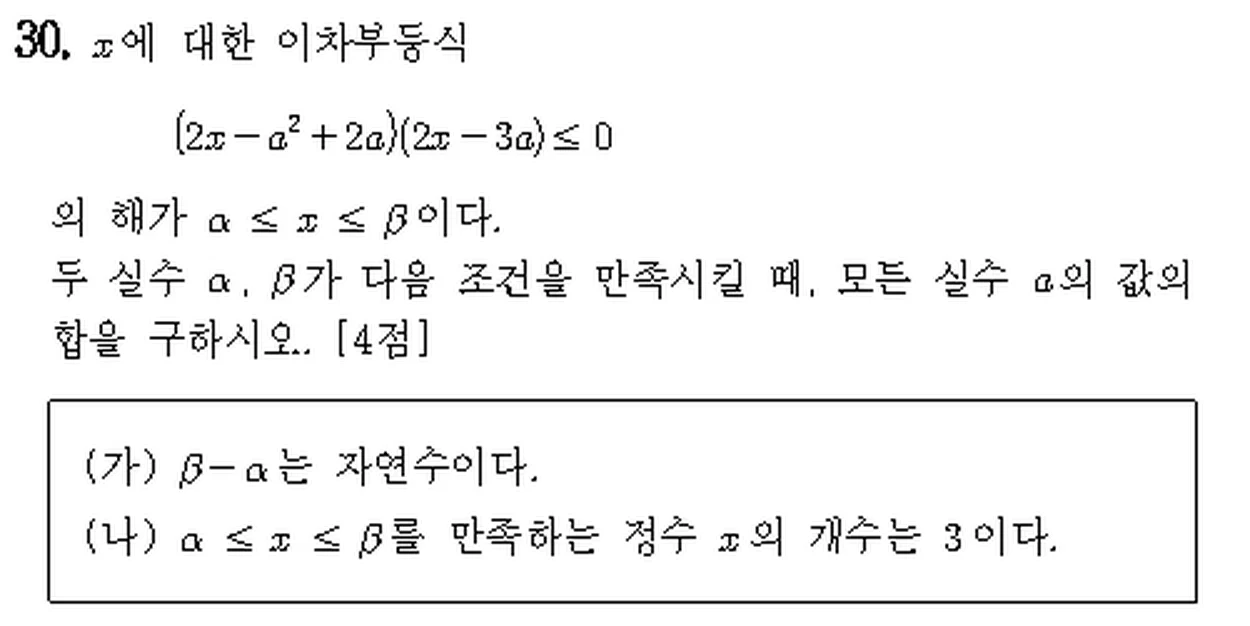 30. x에 대한 이차부등식
(2x－a²＋2a)(2x－3a)≤ 0
의 해가 α ≤ x ≤ β이다.
두 실수 α, β가 다음 조건을 만족시킬 때, 모든 실수 a의 값의
합을 구하시오.. [4점]
(가) β－α는 자연수이다.
(나) α ≤ x ≤ β를 만족하는 정수 x의 개수는 3이다.